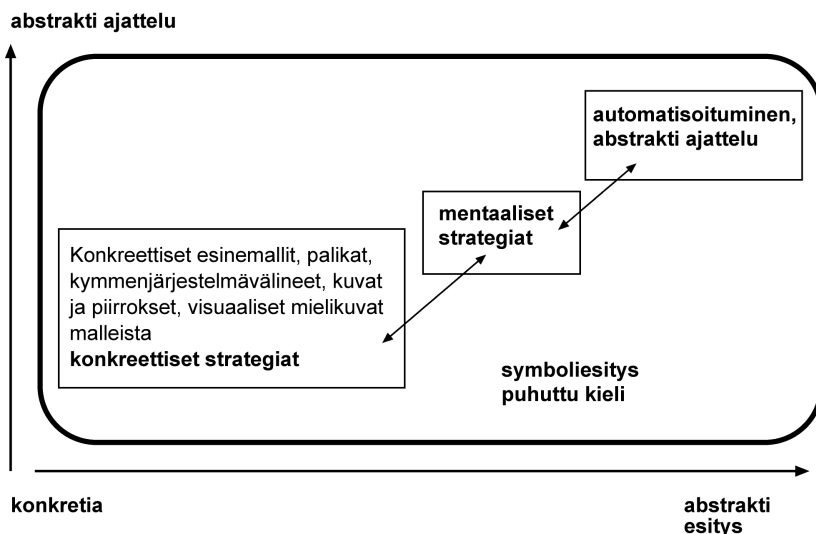 abstrakti ajattelu
automatisoituminen,
abstrakti ajattelu
mentaaliset
strategiat
Konkreettiset esinemallit, palikat,
kymmenjärjestelmävälineet, kuvat
ja piirrokset, visuaaliset mielikuvat
malleista
konkreettiset strategiat
symboliesitys
puhuttu kieli
konkretia
abstrakti
esitys